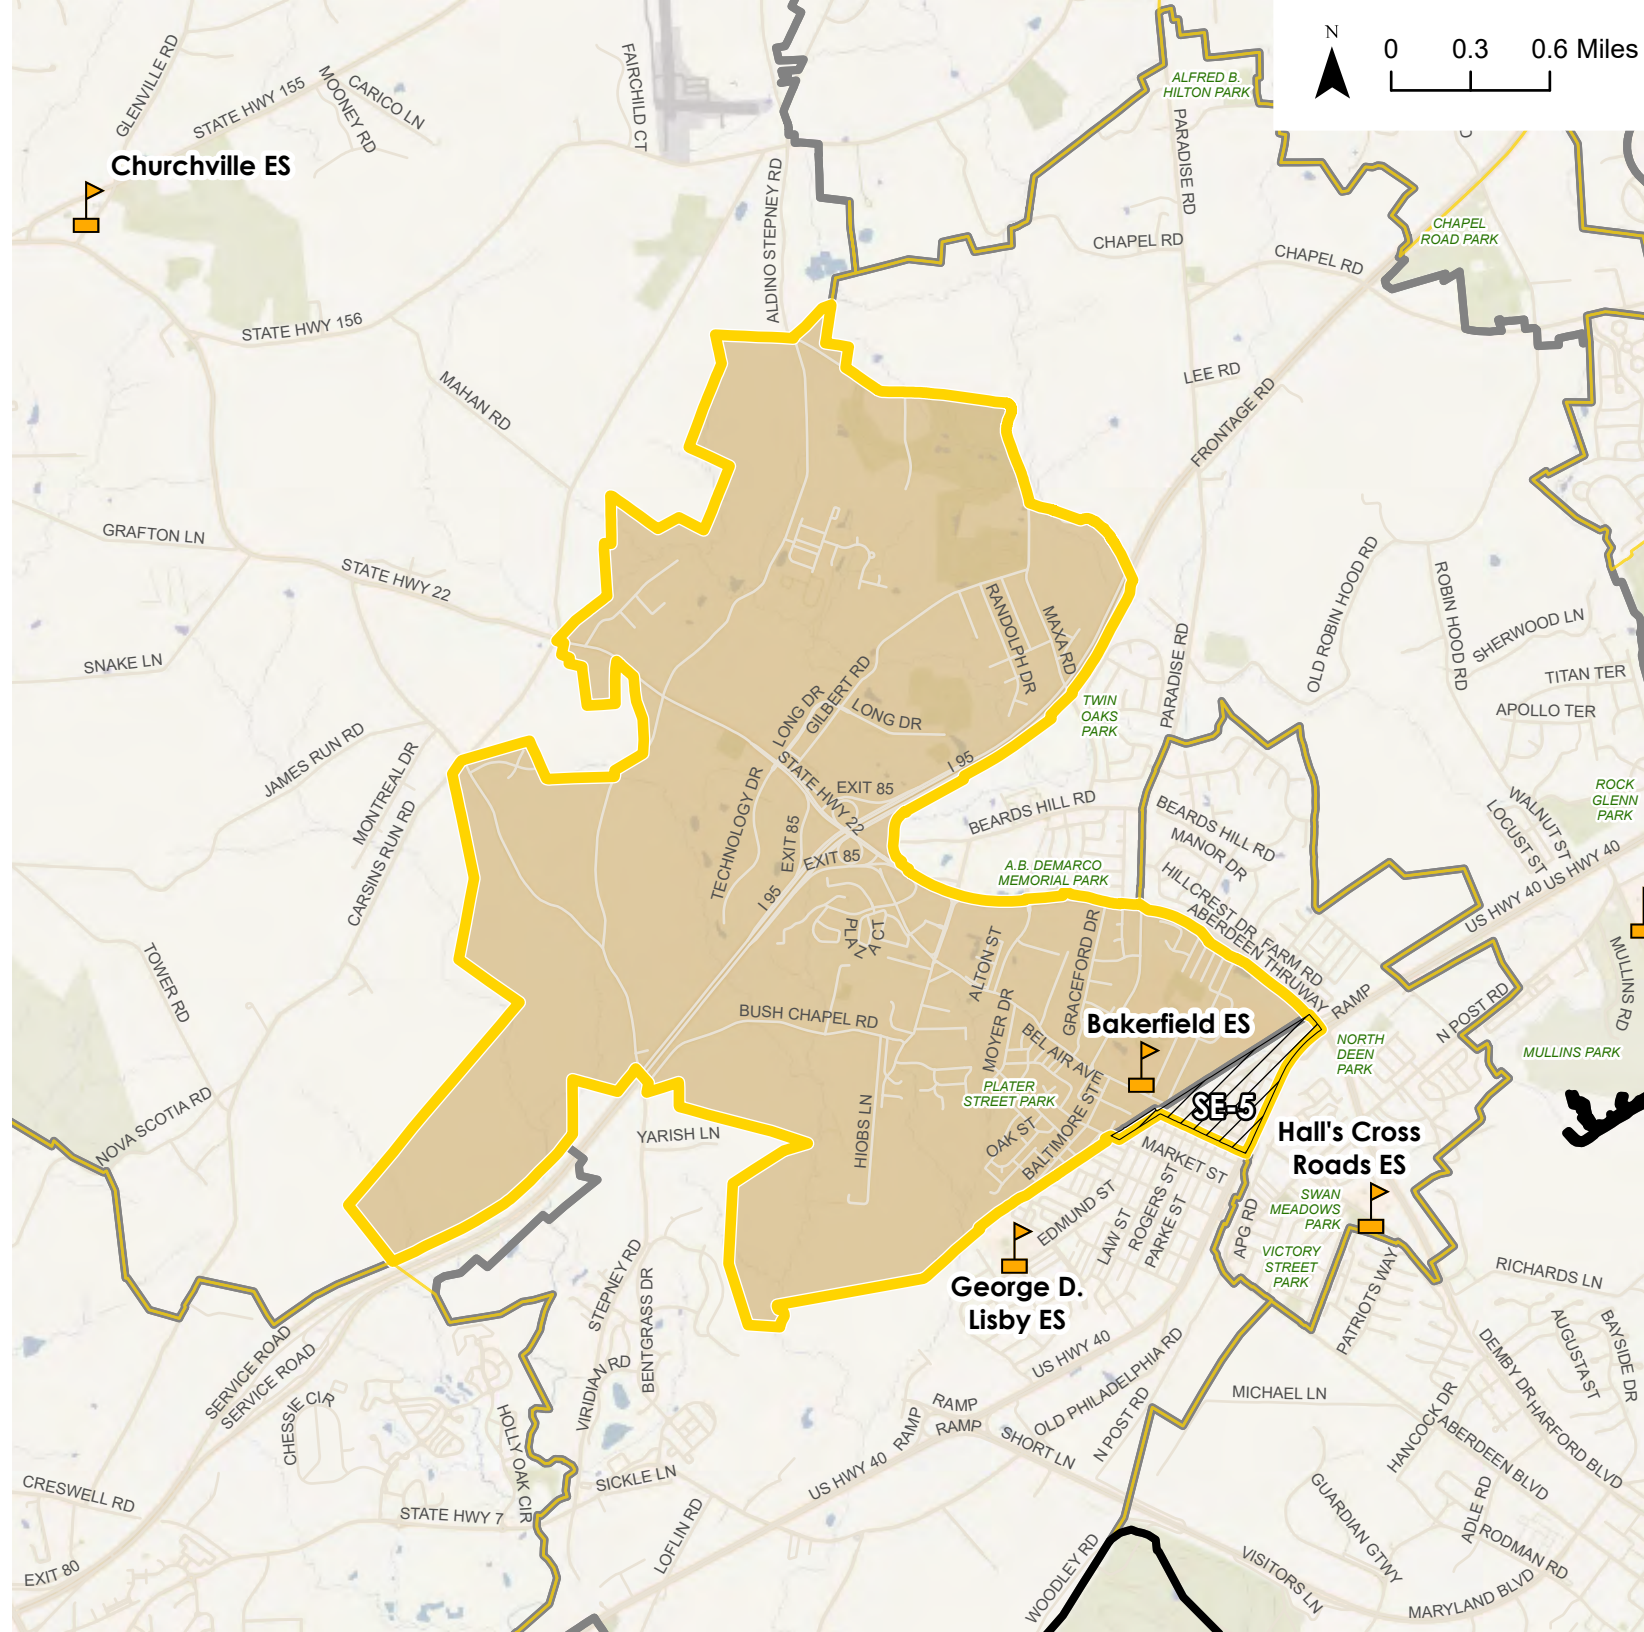 N
0 0.3 0.6 Miles
GLENVILLE RD
STATE HWY 155
MOONEY RD
CARICO LN
FAIRCHILD CT
ALFRED B.
HILTON PARK
PARADISE RD
Churchville ES
ALDINO STEPNEY RD
CHAPEL RD
CHAPEL RD
CHAPEL
ROAD PARK
STATE HWY 156
MAHAN RD
LEE RD
FRONTAGE RD
GRAFTON LN
STATE HWY 22
OLD ROBIN HOOD RD
ROBIN HOOD RD
SHERWOOD LN
TITAN TER
APOLLO TER
SNAKE LN
RANDOLPH DR
MAXA RD
PARADISE RD
TWIN
OAKS
PARK
LONG DR
GILBERT RD
LONG DR
JAMES RUN RD
MONTREAL DR
CARSINS RUN RD
TECHNOLOGY DR
STATE HWY 22
I 95
EXIT 85
EXIT 85
EXIT 85
I 95
BEARDS HILL RD
BEARDS HILL RD
MANOR DR
ROCK
GLENN
PARK
WALNUT ST
LOCUST ST
US HWY 40
US HWY 40
A.B. DEMARCO
MEMORIAL PARK
HILLCREST DR
FARM RD
ABERDEEN THRUWAY
RAMP
PLAZA CT
ALTON ST
GRACEFORD DR
TOWER RD
MULLINS RD
N POST RD
BUSH CHAPEL RD
MOYER DR
BEL AIR AVE
Bakerfield ES
NORTH
DEEN
PARK
MULLINS PARK
PLATER
STREET PARK
SE-5
NOVA SCOTIA RD
YARISH LN
HIOBS LN
OAK ST
BALTIMORE ST
MARKET ST
Hall's Cross
Roads ES
SWAN
MEADOWS
PARK
EDMUND ST
LAW ST
ROGERS ST
PARKE ST
APG RD
VICTORY
STREET
PARK
PATRIOTS WAY
RICHARDS LN
George D.
Lisby ES
STEPNEY RD
BENTGRASS DR
SERVICE ROAD
SERVICE ROAD
VIRIDIAN RD
CHESSIE CIR
HOLLY OAK CIR
US HWY 40
OLD PHILADELPHIA RD
N POST RD
MICHAEL LN
DEMBY DR
HARFORD BLVD
AUGUSTA ST
BAYSIDE DR
HANCOCK DR
ABERDEEN BLVD
RAMP
RAMP
RAMP
SHORT LN
US HWY 40
SICKLE LN
CRESWELL RD
STATE HWY 7
LOFLIN RD
GUARDIAN GTWY
ADLE RD
RODMAN RD
EXIT 80
WOODLEY RD
VISITORS LN
MARYLAND BLVD